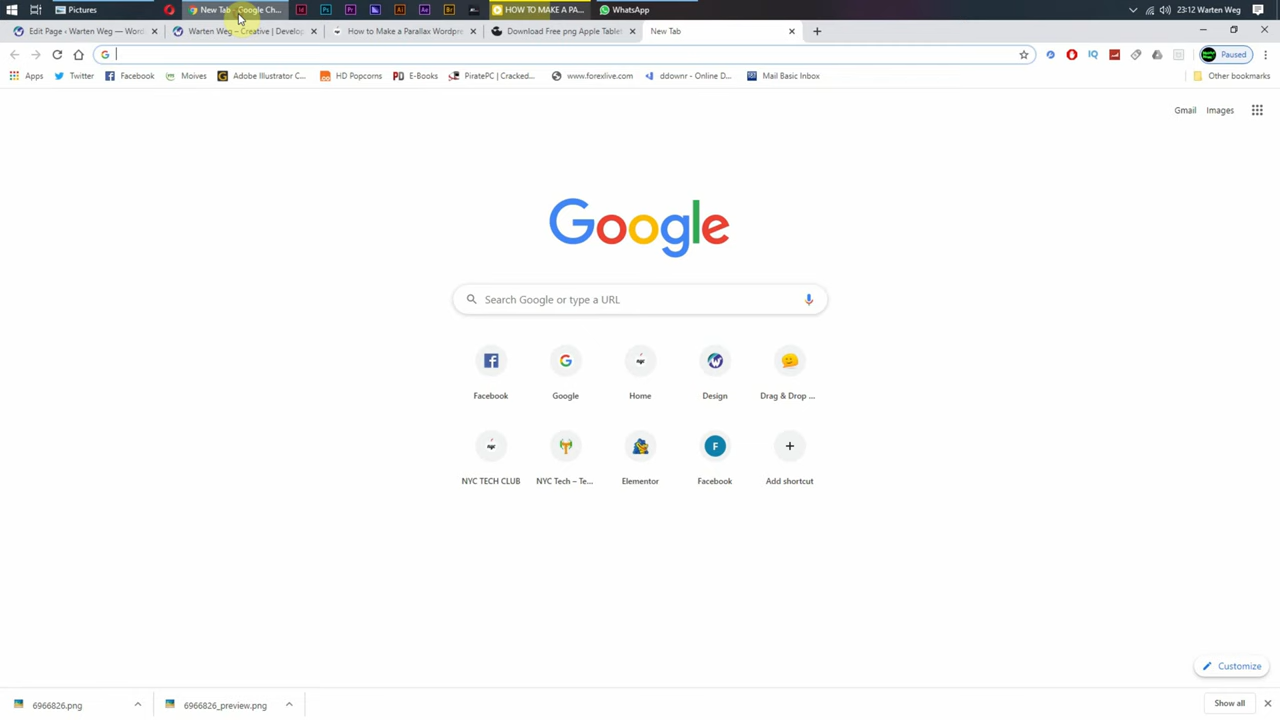 Pictures
New Tab - Google Ch...
HOW TO MAKE A PA...
WhatsApp
23:12 Warten Weg
Edit Page ‹ Warten Weg — Word
Warten Weg – Creative | Develop
How to Make a Parallax Wordpre
Download Free png Apple Tablet
New Tab
Paused
Apps
Twitter
Facebook
Moives
Adobe Illustrator C...
HD Popcorns
E-Books
PiratePC | Cracked...
www.forexlive.com
ddownr - Online D...
Mail Basic Inbox
Other bookmarks
Gmail
Images
Google
Search Google or type a URL
Facebook
Google
Home
Design
Drag & Drop ...
NYC TECH CLUB
NYC Tech – Te...
Elementor
F
Facebook
Add shortcut
Customize
6966826.png
6966826_preview.png
Show all